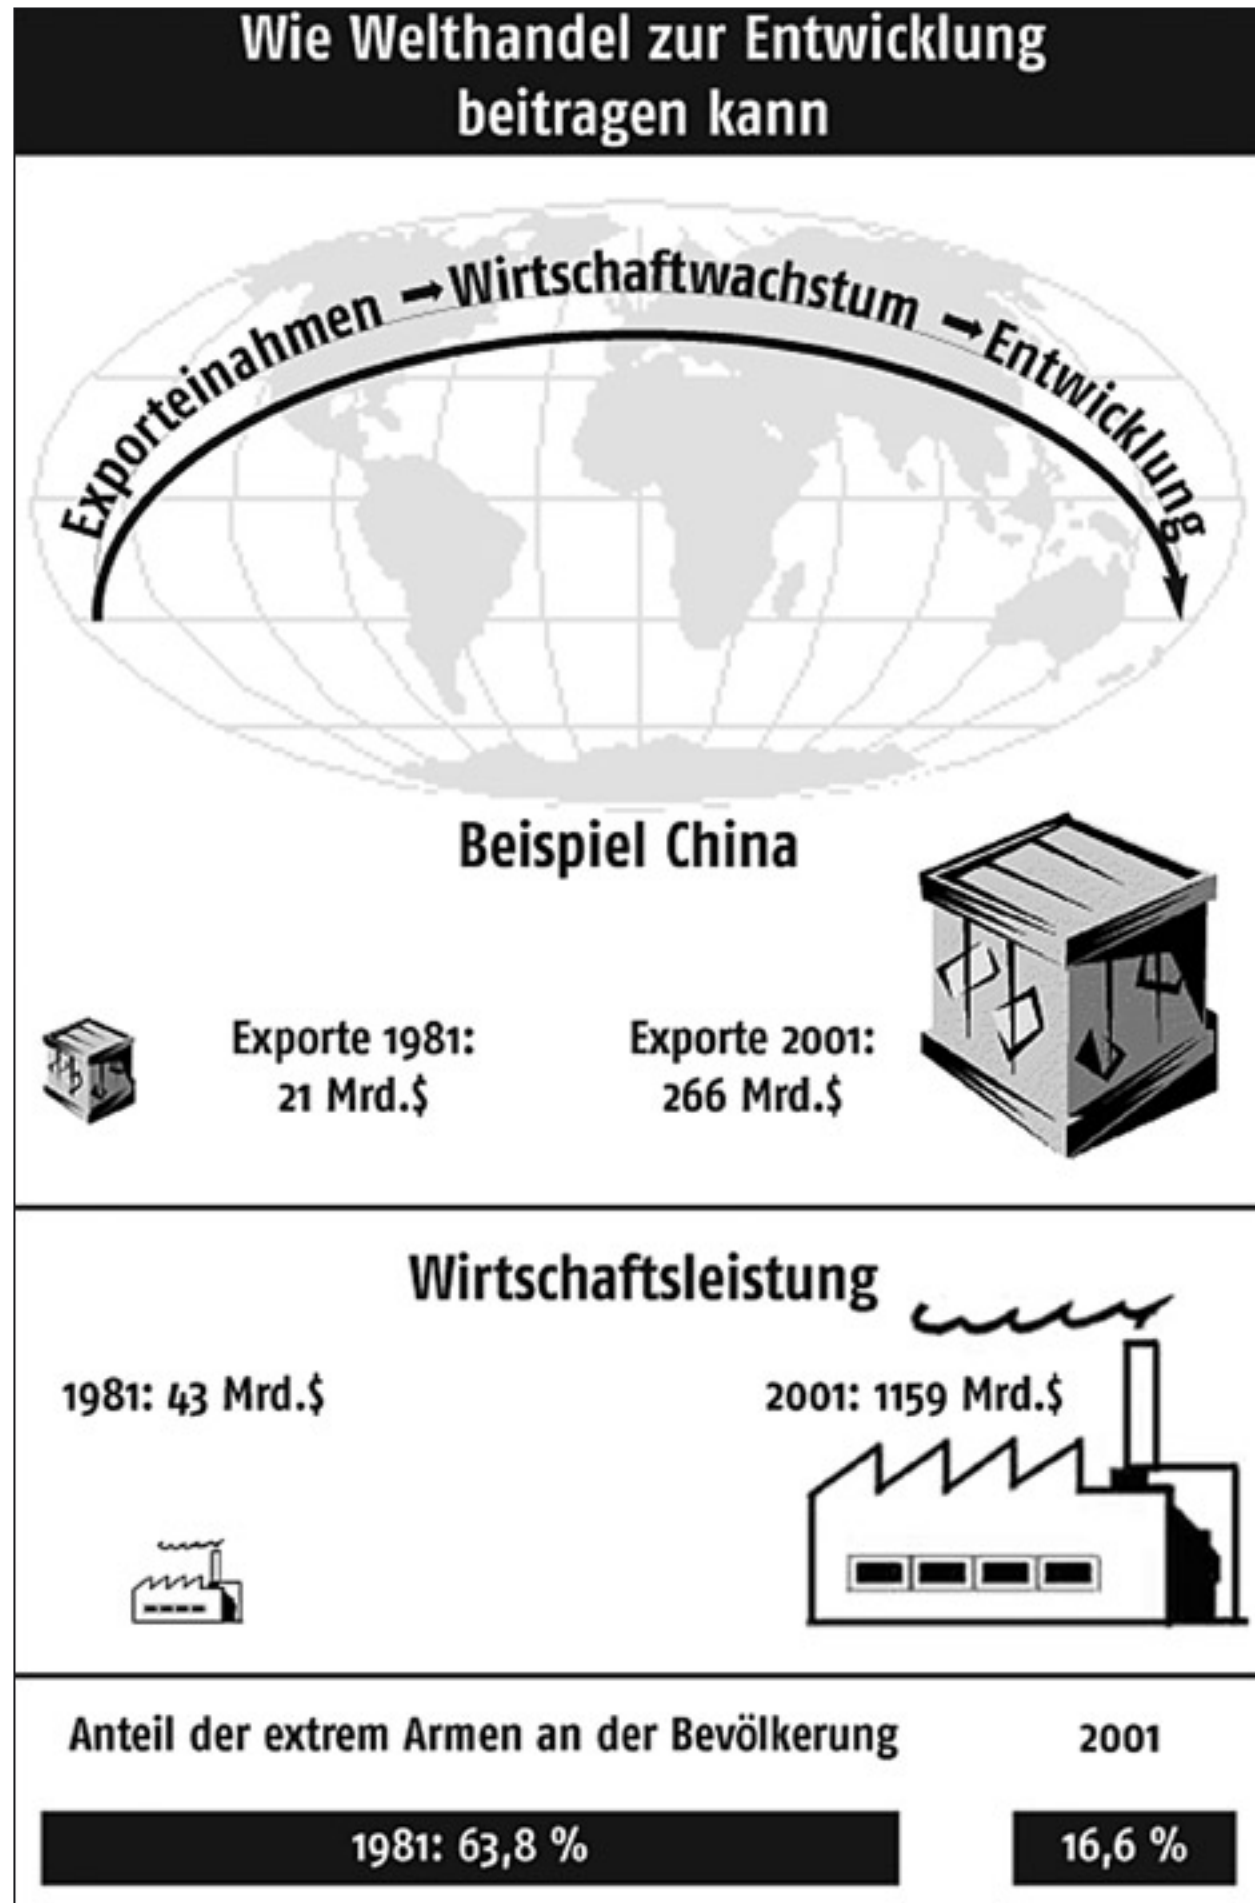 Wie Welthandel zur Entwicklung
beitragen kann
Exporteinahmen ➡ Wirtschaftwachstum ➡ Entwicklung
Beispiel China
Exporte 1981:
21 Mrd.$
Exporte 2001:
266 Mrd.$
Wirtschaftsleistung
1981: 43 Mrd.$
2001: 1159 Mrd.$
Anteil der extrem Armen an der Bevölkerung
2001
1981: 63,8 %
16,6 %